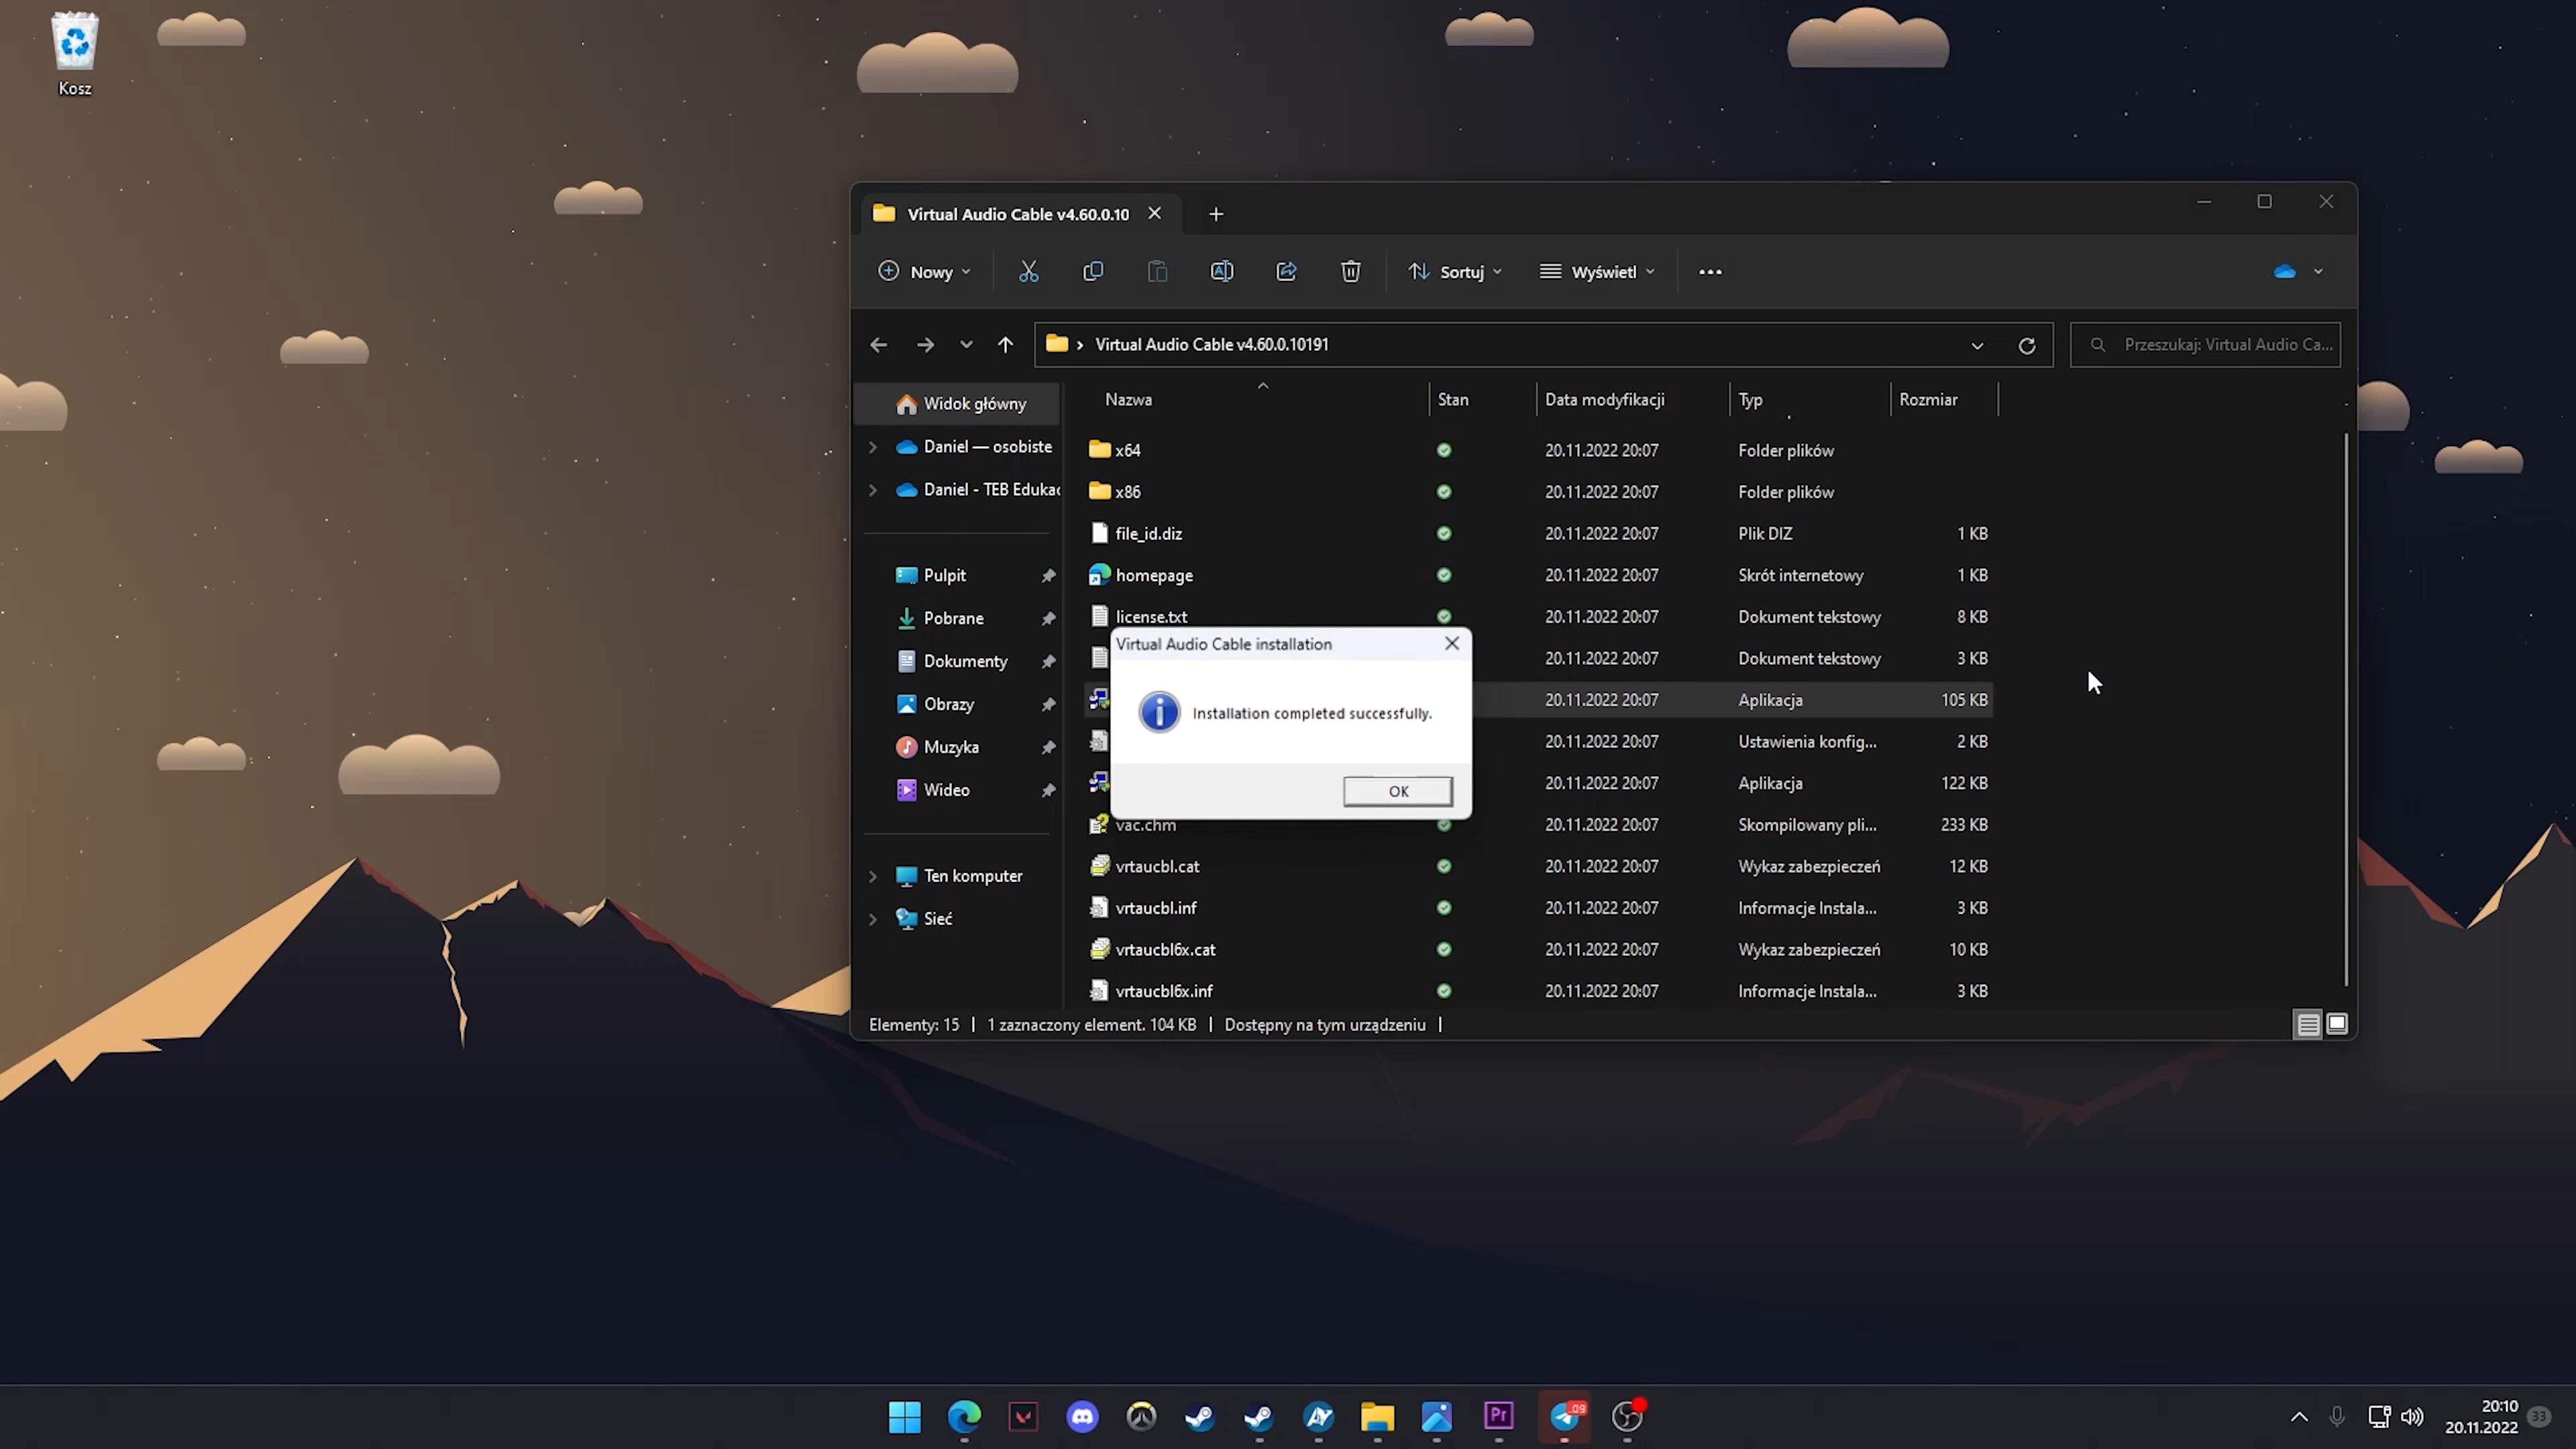 Kosz
Virtual Audio Cable v4.60.0.10
Nowy
Sortuj
Wyświetl
Virtual Audio Cable v4.60.0.10191
Przeszukaj: Virtual Audio Ca...
Nazwa Stan Data modyfikacji Typ Rozmiar
Widok główny
Daniel — osobiste
Daniel - TEB Edukac
Pulpit
Pobrane
Dokumenty
Obrazy
Muzyka
Wideo
Ten komputer
Sieć
x64 20.11.2022 20:07 Folder plików
x86 20.11.2022 20:07 Folder plików
file_id.diz 20.11.2022 20:07 Plik DIZ 1 KB
homepage 20.11.2022 20:07 Skrót internetowy 1 KB
license.txt 20.11.2022 20:07 Dokument tekstowy 8 KB
20.11.2022 20:07 Dokument tekstowy 3 KB
20.11.2022 20:07 Aplikacja 105 KB
20.11.2022 20:07 Ustawienia konfig... 2 KB
20.11.2022 20:07 Aplikacja 122 KB
vac.chm 20.11.2022 20:07 Skompilowany pli... 233 KB
vrtaucbl.cat 20.11.2022 20:07 Wykaz zabezpieczeń 12 KB
vrtaucbl.inf 20.11.2022 20:07 Informacje Instala... 3 KB
vrtaucbl6x.cat 20.11.2022 20:07 Wykaz zabezpieczeń 10 KB
vrtaucbl6x.inf 20.11.2022 20:07 Informacje Instala... 3 KB
Virtual Audio Cable installation
Installation completed successfully.
OK
Elementy: 15 | 1 zaznaczony element. 104 KB | Dostępny na tym urządzeniu |
Pr
.09
20:10
20.11.2022
33